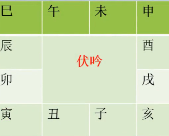 巳 午 未 申
辰 酉
伏吟
卯 戌
寅 丑 子 亥